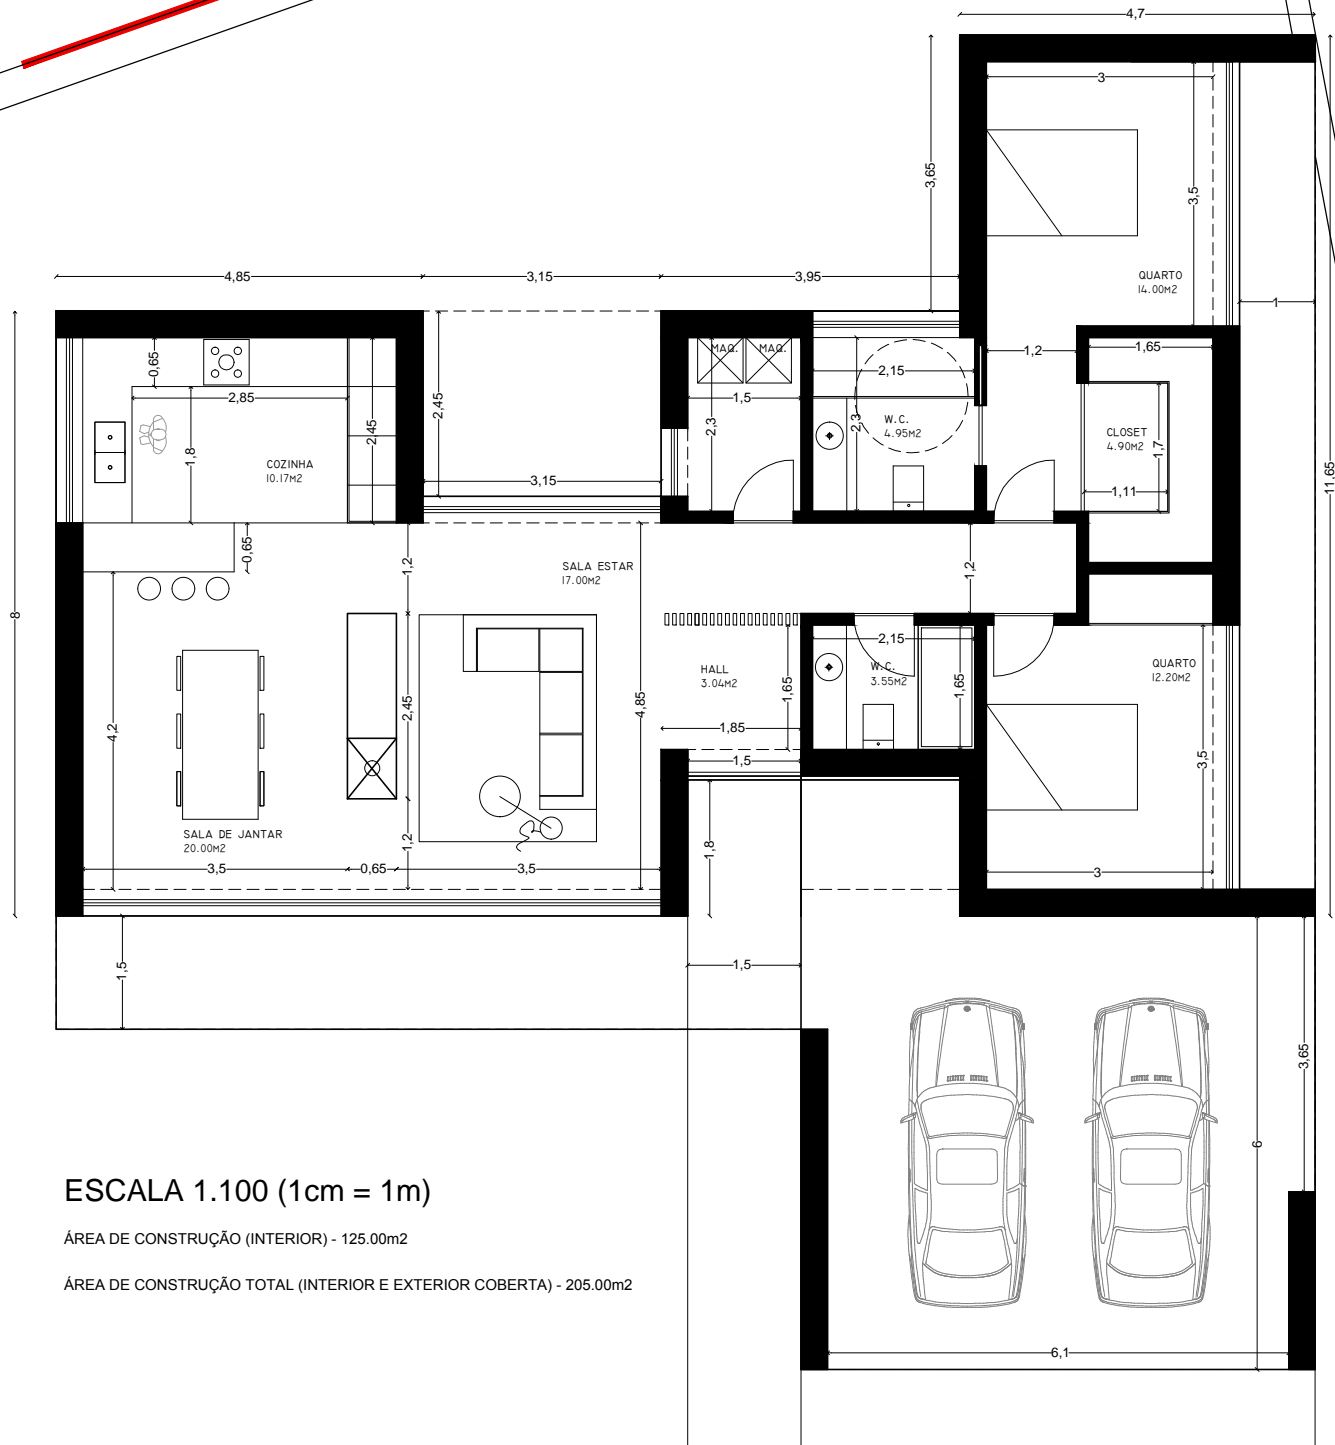 4,7
3
3,65
3,5
4,85
3,15
3,95
QUARTO
14.00M2
1
0,65
2,85
1,8
2,45
COZINHA
10.17M2
2,45
3,15
MAQ.
MAQ.
1,5
2,3
2,15
2,3
W.C.
4.95M2
1,2
1,65
CLOSET
4.90M2
1,7
1,11
11,65
0,65
1,2
SALA ESTAR
17.00M2
1,2
8
HALL
3.04M2
1,65
2,15
W.C.
3.55M2
1,65
QUARTO
12.20M2
4,2
2,45
4,85
1,85
1,5
3,5
SALA DE JANTAR
20.00M2
1,2
1,8
3,5
0,65
3,5
3
1,5
1,5
3,65
6
6,1
ESCALA 1.100 (1cm = 1m)
ÁREA DE CONSTRUÇÃO (INTERIOR) - 125.00m2
ÁREA DE CONSTRUÇÃO TOTAL (INTERIOR E EXTERIOR COBERTA) - 205.00m2